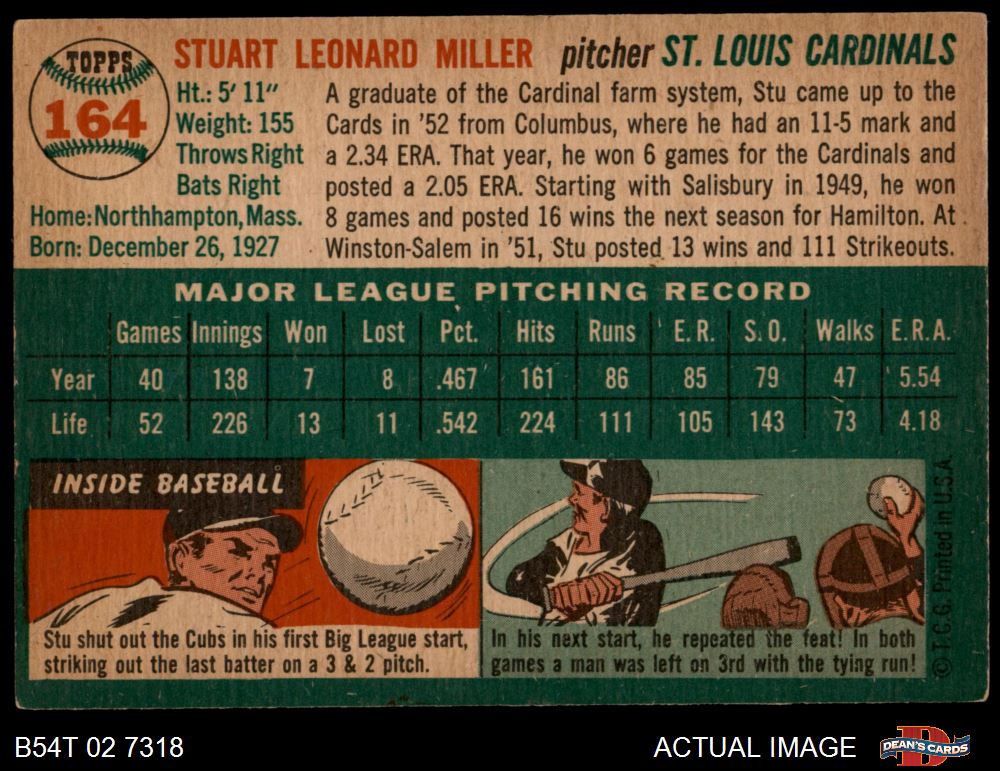 TOPPS
164
STUART LEONARD MILLER pitcher ST. LOUIS CARDINALS
Ht.: 5' 11"
Weight: 155
Throws Right
Bats Right
Home: Northhampton, Mass.
Born: December 26, 1927
A graduate of the Cardinal farm system, Stu came up to the
Cards in '52 from Columbus, where he had an 11-5 mark and
a 2.34 ERA. That year, he won 6 games for the Cardinals and
posted a 2.05 ERA. Starting with Salisbury in 1949, he won
8 games and posted 16 wins the next season for Hamilton. At
Winston-Salem in '51, Stu posted 13 wins and 111 Strikeouts.
MAJOR LEAGUE PITCHING RECORD
Games Innings Won Lost Pct. Hits Runs E.R. S.O. Walks E.R.A.
Year 40 138 7 8 .467 161 86 85 79 47 5.54
Life 52 226 13 11 .542 224 111 105 143 73 4.18
INSIDE BASEBALL
Stu shut out the Cubs in his first Big League start,
striking out the last batter on a 3 & 2 pitch.
In his next start, he repeated the feat! In both
games a man was left on 3rd with the tying run!
© T.C.G. Printed in U.S.A.
B54T 02 7318
ACTUAL IMAGE
DEAN'S CARDS